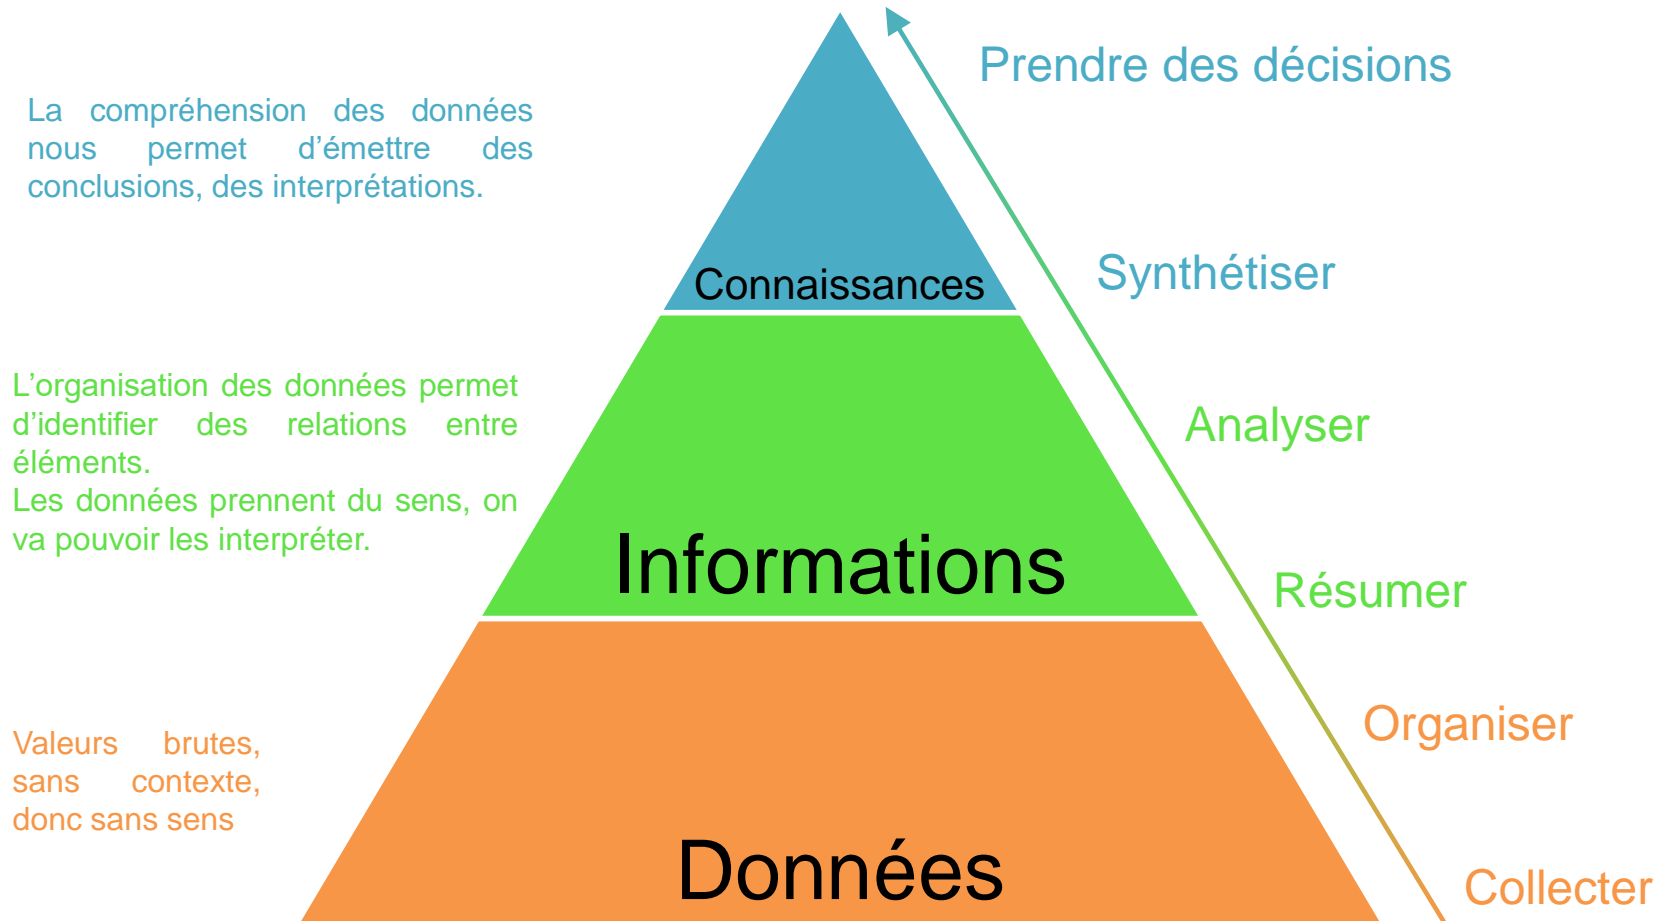 Prendre des décisions
La compréhension des données
nous permet d’émettre des
conclusions, des interprétations.
Synthétiser
Connaissances
L’organisation des données permet
d’identifier des relations entre
éléments.
Les données prennent du sens, on
va pouvoir les interpréter.
Analyser
Informations
Résumer
Organiser
Valeurs brutes,
sans contexte,
donc sans sens
Données
Collecter